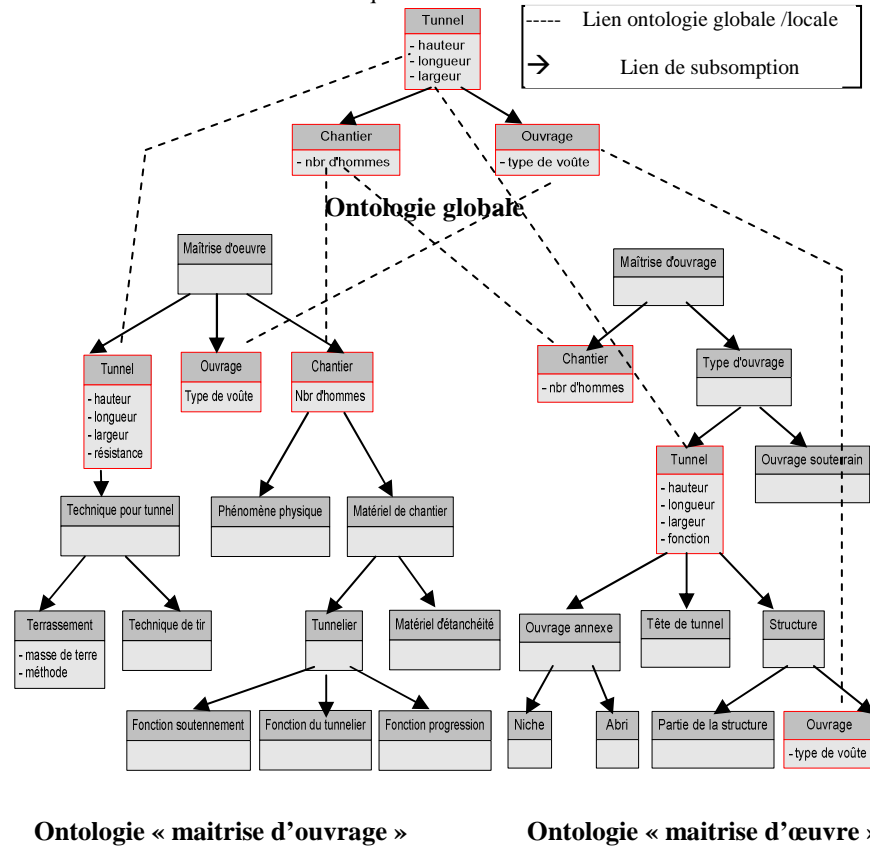 Tunnel
- hauteur
- longueur
- largeur
----- Lien ontologie globale /locale
→ Lien de subsomption
Chantier
- nbr d'hommes
Ouvrage
- type de voûte
Ontologie globale
Maîtrise d'oeuvre
Maîtrise d'ouvrage
Tunnel
- hauteur
- longueur
- largeur
- résistance
Ouvrage
Type de voûte
Chantier
Nbr d'hommes
Chantier
- nbr d'hommes
Type d'ouvrage
Technique pour tunnel
Phénomène physique
Matériel de chantier
Tunnel
- hauteur
- longueur
- largeur
- fonction
Ouvrage souterrain
Terrassement
- masse de terre
- méthode
Technique de tir
Tunnelier
Matériel d'étanchéité
Ouvrage annexe
Tête de tunnel
Structure
Fonction soutennement
Fonction du tunnelier
Fonction progression
Niche
Abri
Partie de la structure
Ouvrage
- type de voûte
Ontologie « maitrise d'ouvrage »
Ontologie « maitrise d'œuvre »